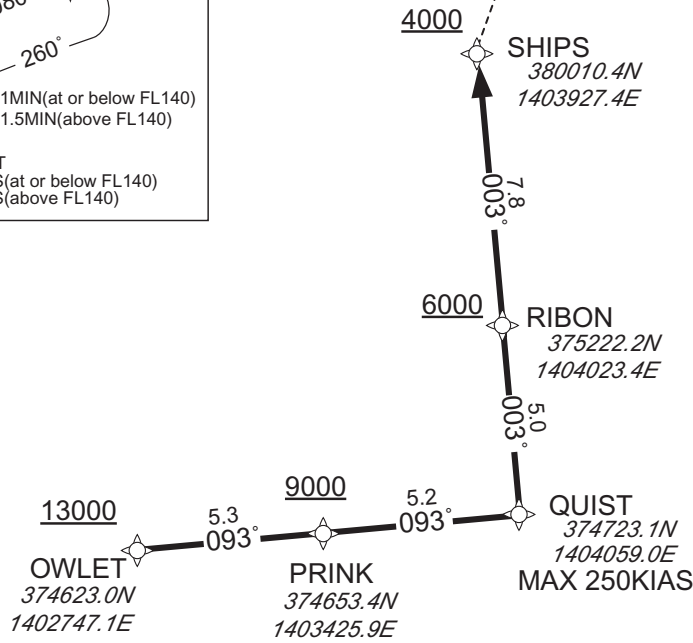 260°
1MIN(at or below FL140)
1.5MIN(above FL140)
(at or below FL140)
(above FL140)
4000
SHIPS
380010.4N
1403927.4E
7.8
003°
6000
RIBON
375222.2N
1404023.4E
5.0
003°
13000
5.3
093°
9000
5.2
093°
QUIST
374723.1N
1404059.0E
MAX 250KIAS
OWLET
374623.0N
1402747.1E
PRINK
374653.4N
1403425.9E